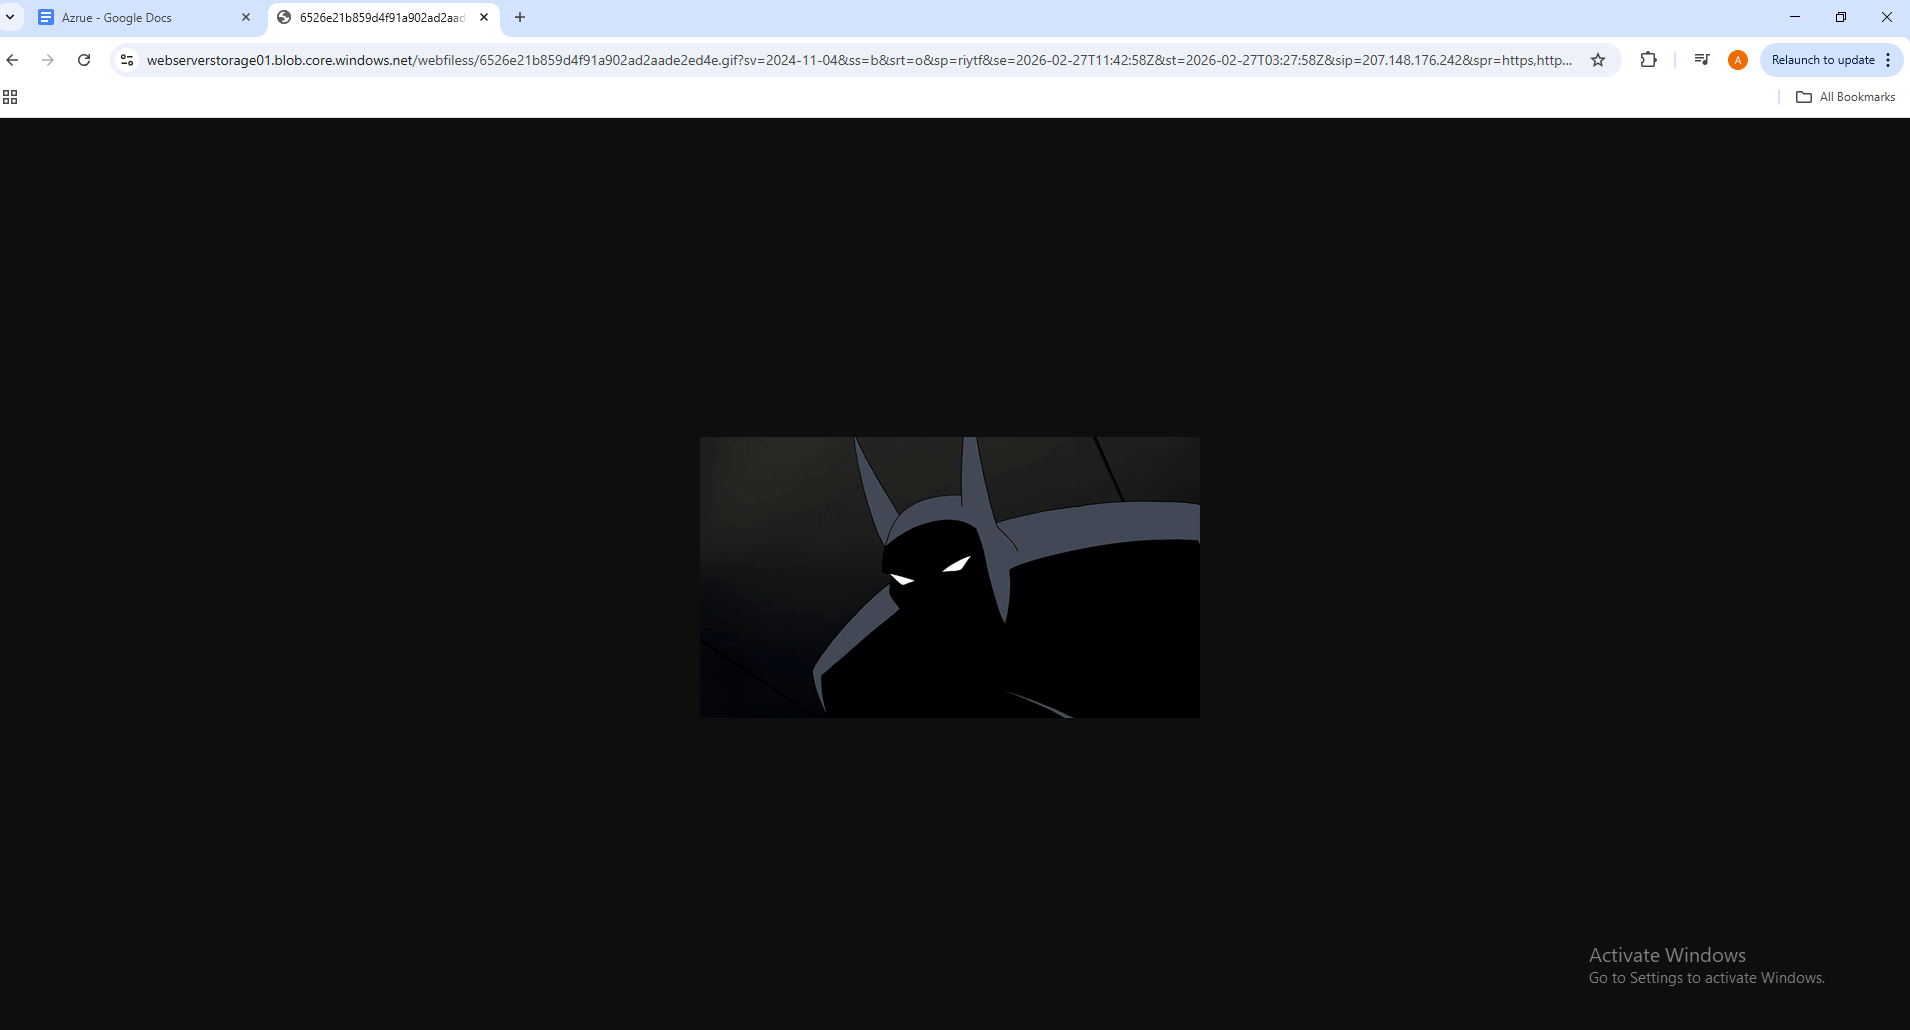 Azrue - Google Docs
6526e21b859d4f91a902ad2aad
webserverstorage01.blob.core.windows.net/webfiless/6526e21b859d4f91a902ad2aade2ed4e.gif?sv=2024-11-04&ss=b&srt=o&sp=riytf&se=2026-02-27T11:42:58Z&st=2026-02-27T03:27:58Z&sip=207.148.176.242&spr=https,http...
A
Relaunch to update
All Bookmarks
Activate Windows
Go to Settings to activate Windows.